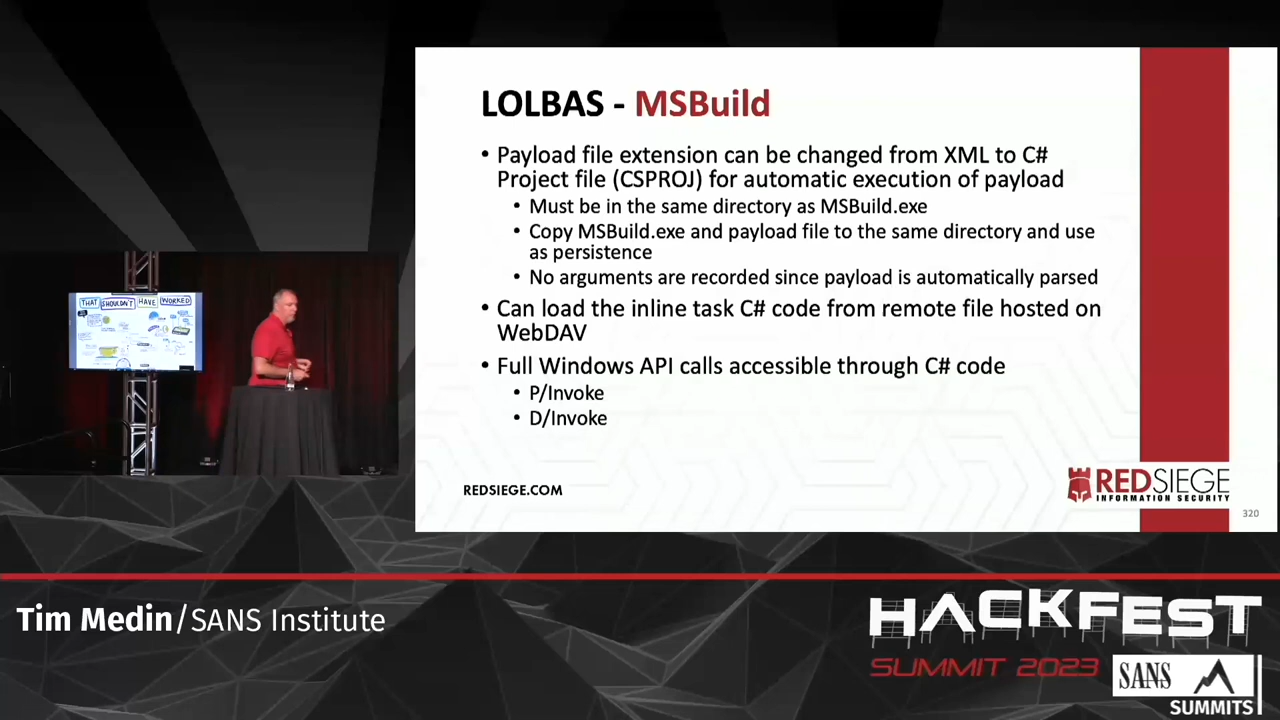 LOLBAS - MSBuild
• Payload file extension can be changed from XML to C#
Project file (CSPROJ) for automatic execution of payload
• Must be in the same directory as MSBuild.exe
• Copy MSBuild.exe and payload file to the same directory and use
as persistence
• No arguments are recorded since payload is automatically parsed
• Can load the inline task C# code from remote file hosted on
WebDAV
• Full Windows API calls accessible through C# code
• P/Invoke
• D/Invoke
REDSIEGE.COM
REDSIEGE
INFORMATION SECURITY
320
THAT SHOULDN'T HAVE WORKED
Tim Medin/SANS Institute
HACKFEST
SUMMIT 2023
SANS
SUMMITS